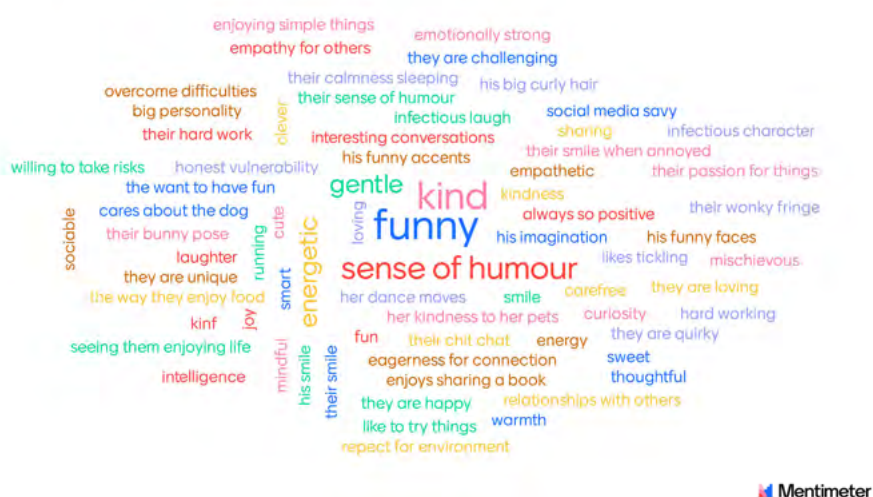 enjoying simple things
emotionally strong
empathy for others
they are challenging
their calmness sleeping
his big curly hair
overcome difficulties
their sense of humour
big personality
clever
infectious laugh
social media savy
their hard work
interesting conversations
sharing
infectious character
his funny accents
their smile when annoyed
willing to take risks
honest vulnerability
empathetic
their passion for things
the want to have fun
gentle
kind
kindness
cares about the dog
cute
loving
funny
always so positive
their wonky fringe
sociable
their bunny pose
running
energetic
his imagination
his funny faces
laughter
sense of humour
likes tickling
mischievous
they are unique
smart
carefree
they are loving
the way they enjoy food
her dance moves
smile
kinf
joy
her kindness to her pets
curiosity
hard working
seeing them enjoying life
fun
their chit chat
energy
they are quirky
mindful
his smile
their smile
eagerness for connection
sweet
intelligence
enjoys sharing a book
thoughtful
they are happy
relationships with others
like to try things
warmth
repect for environment
Mentimeter